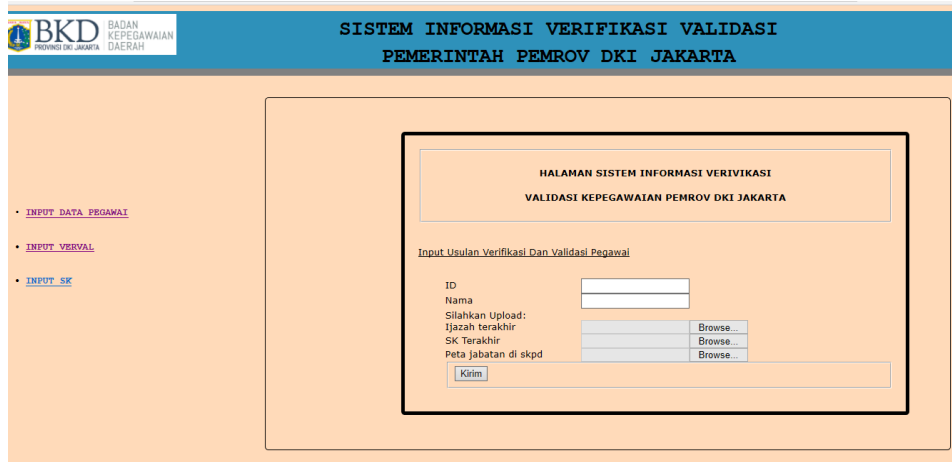 BKD
PROVINSI DKI JAKARTA
BADAN
KEPEGAWAIAN
DAERAH
SISTEM INFORMASI VERIFIKASI VALIDASI
PEMERINTAH PEMROV DKI JAKARTA
HALAMAN SISTEM INFORMASI VERIVIKASI
VALIDASI KEPEGAWAIAN PEMROV DKI JAKARTA
• INPUT DATA PEGAWAI
• INPUT VERVAL
• INPUT SK
Input Usulan Verifikasi Dan Validasi Pegawai
ID
Nama
Silahkan Upload:
Ijazah terakhir Browse...
SK Terakhir Browse...
Peta jabatan di skpd Browse...
Kirim